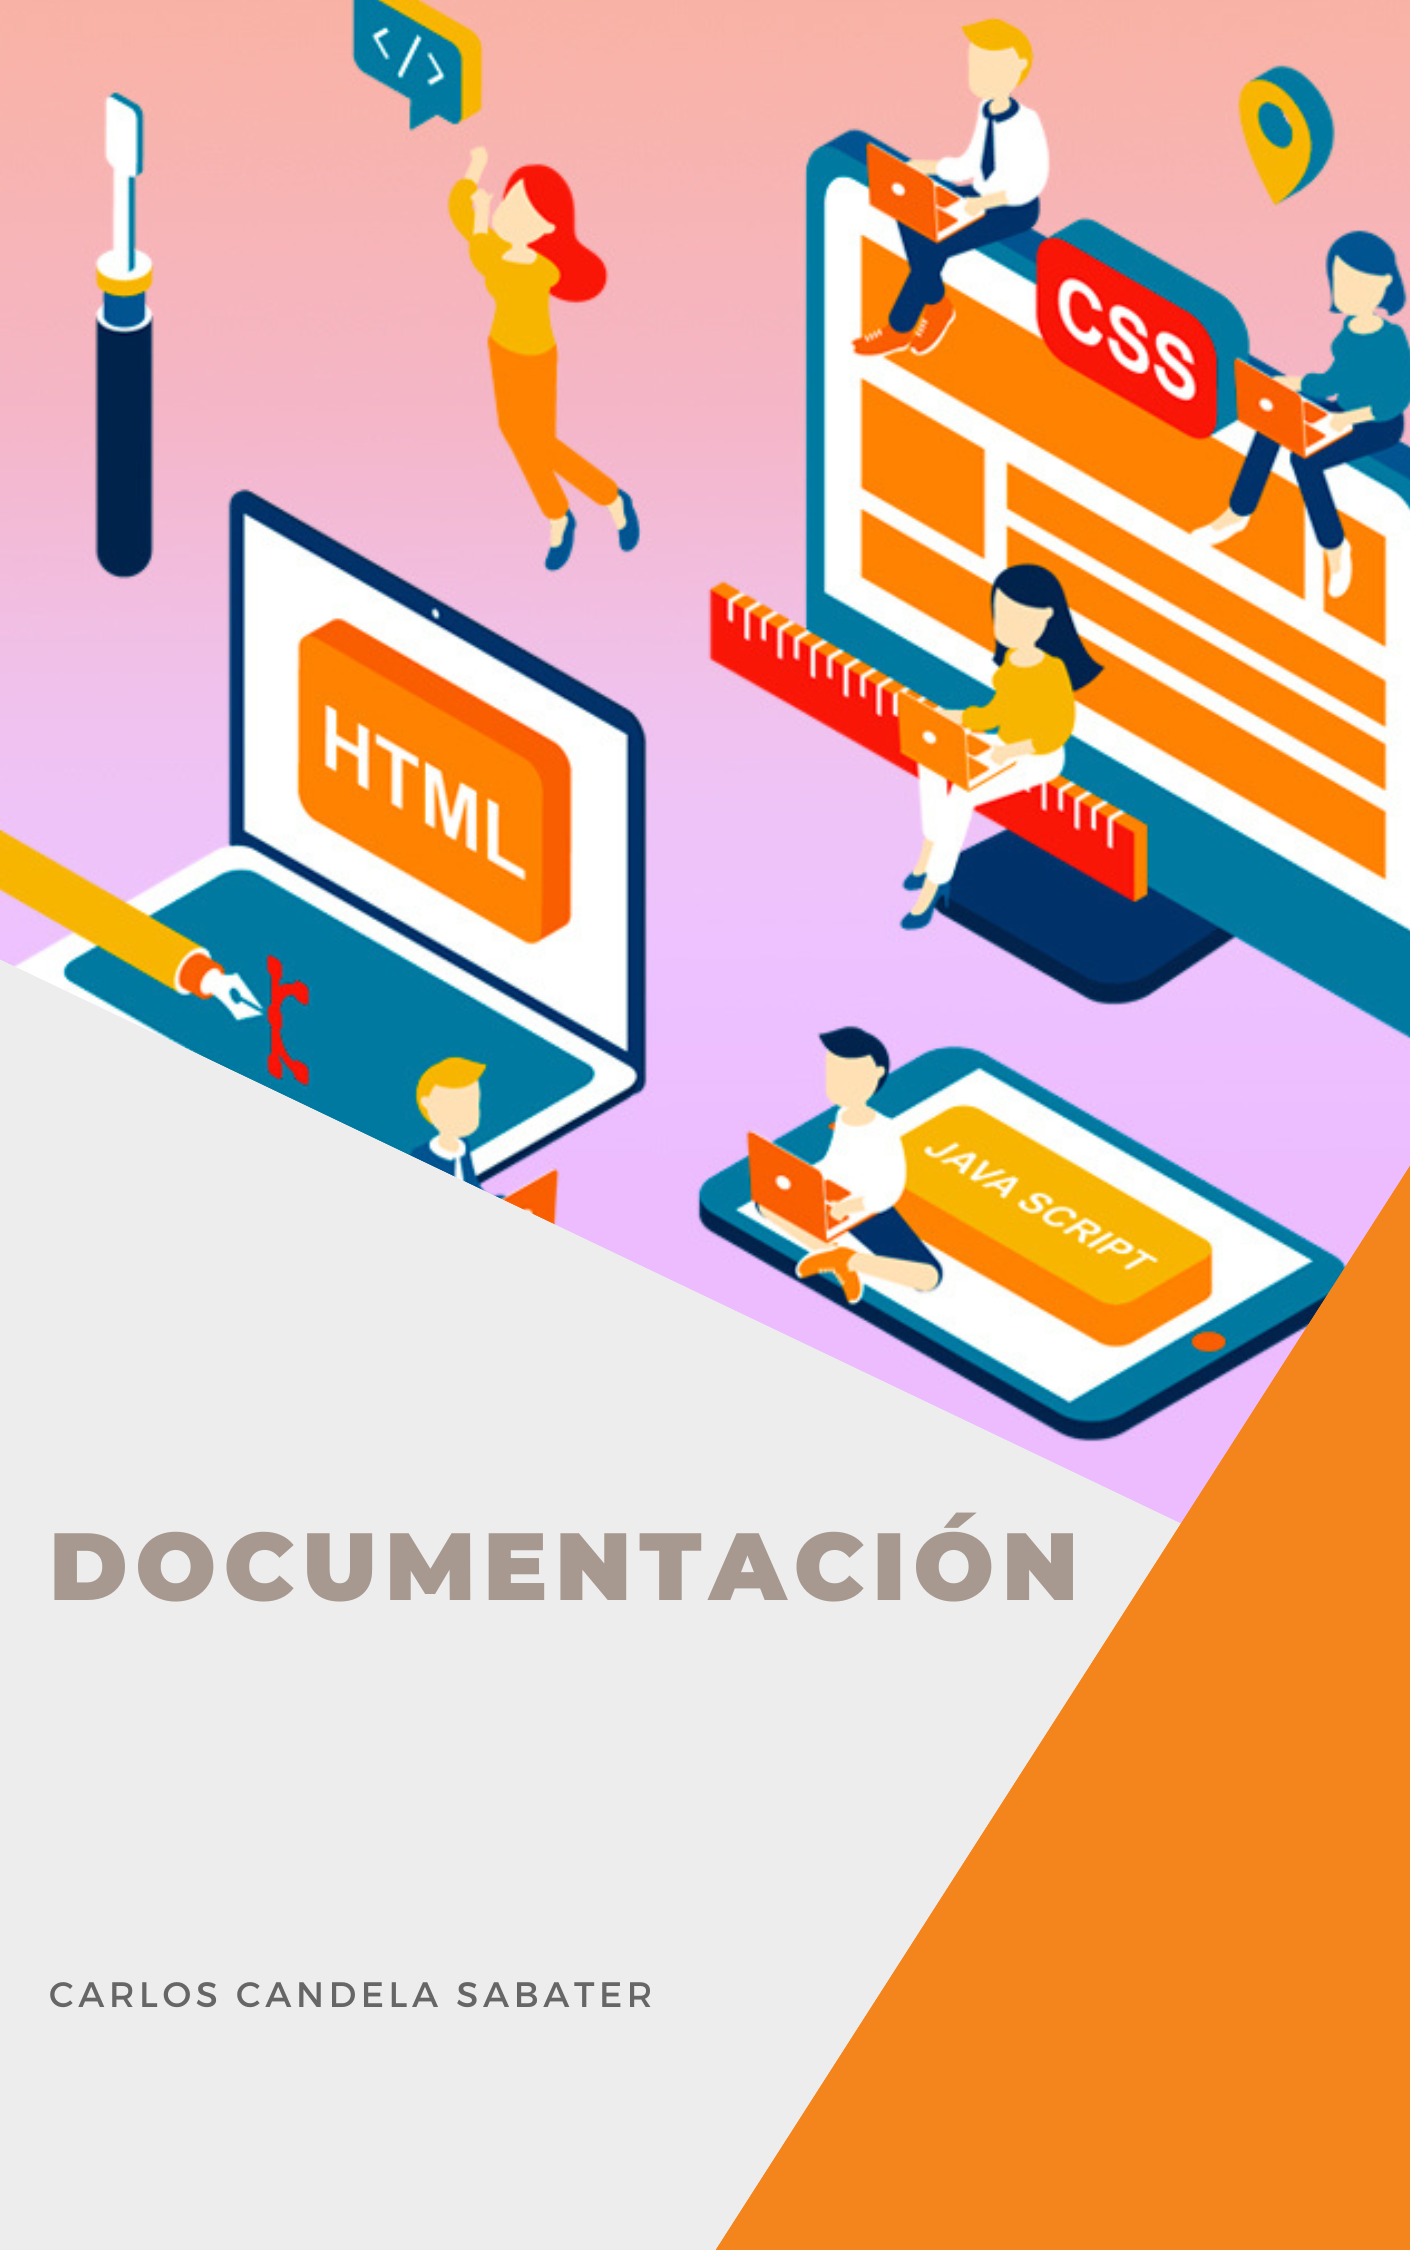 </>
CSS
HTML
JAVA SCRIPT
DOCUMENTACIÓN
CARLOS CANDELA SABATER